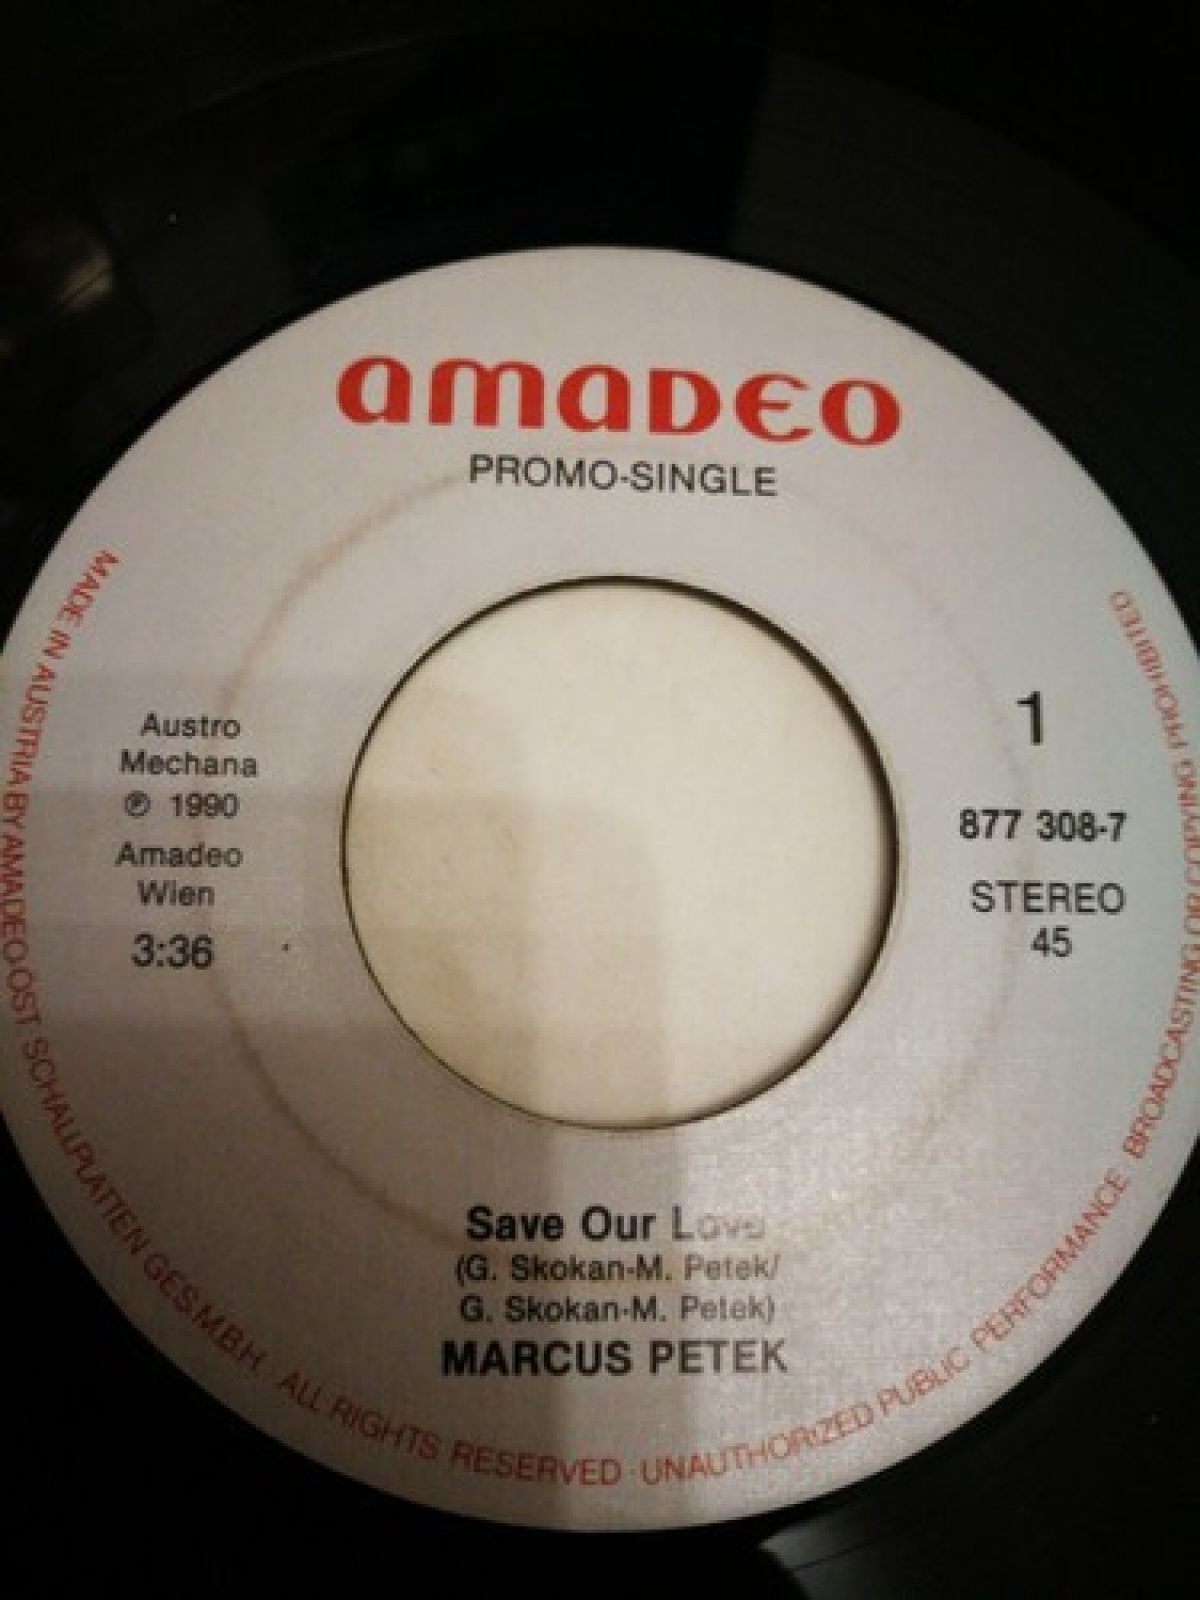 amaDEO
PROMO-SINGLE
Austro
Mechana
℗ 1990
Amadeo
Wien
3:36
1
877 308-7
STEREO
45
Save Our Love
(G. Skokan-M. Petek/
G. Skokan-M. Petek)
MARCUS PETEK
MADE IN AUSTRIA BY AMADEO ÖST. SCHALLPLATTEN GES.M.B.H. · ALL RIGHTS RESERVED · UNAUTHORIZED PUBLIC PERFORMANCE BROADCASTING OR COPYING PROHIBITED